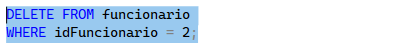 DELETE FROM funcionario
WHERE idFuncionario = 2;